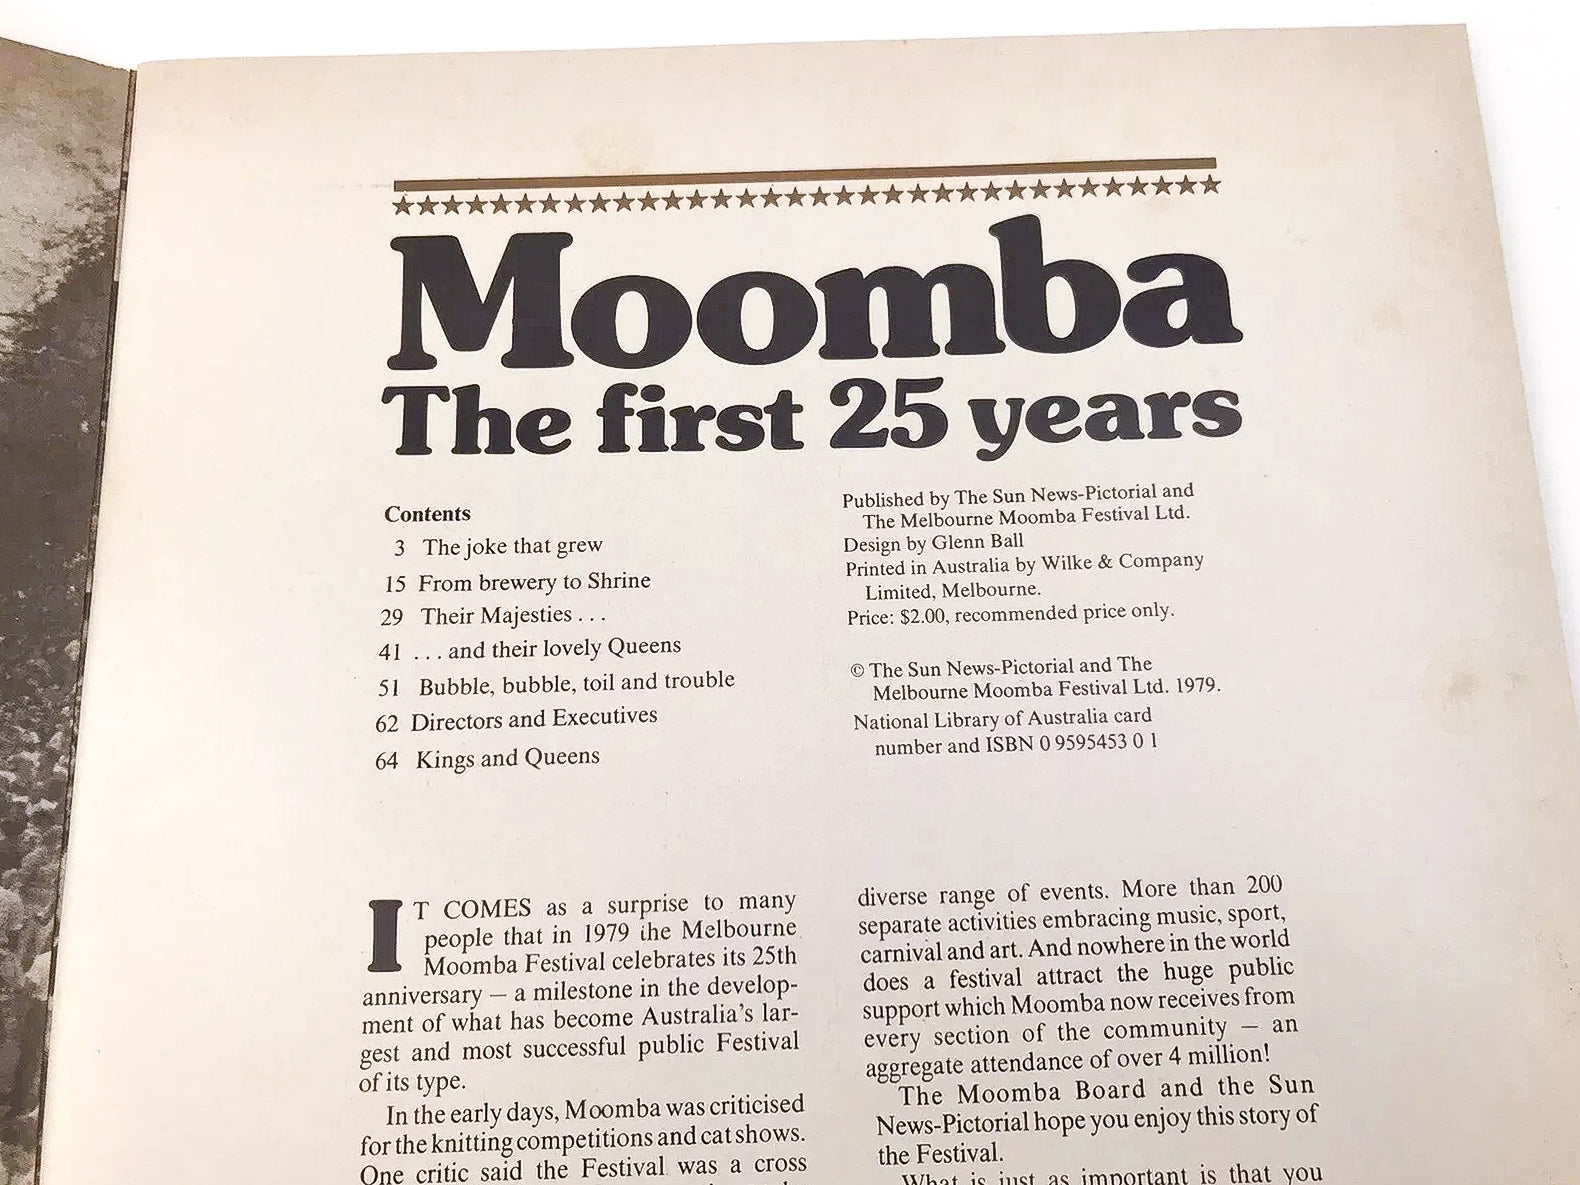 Moomba
The first 25 years
Contents
3 The joke that grew
15 From brewery to Shrine
29 Their Majesties . . .
41 . . . and their lovely Queens
51 Bubble, bubble, toil and trouble
62 Directors and Executives
64 Kings and Queens
Published by The Sun News-Pictorial and
The Melbourne Moomba Festival Ltd.
Design by Glenn Ball
Printed in Australia by Wilke & Company
Limited, Melbourne.
Price: $2.00, recommended price only.
© The Sun News-Pictorial and The
Melbourne Moomba Festival Ltd. 1979.
National Library of Australia card
number and ISBN 0 9595453 0 1
IT COMES as a surprise to many
people that in 1979 the Melbourne
Moomba Festival celebrates its 25th
anniversary — a milestone in the develop-
ment of what has become Australia's lar-
gest and most successful public Festival
of its type.
In the early days, Moomba was criticised
for the knitting competitions and cat shows.
One critic said the Festival was a cross
diverse range of events. More than 200
separate activities embracing music, sport,
carnival and art. And nowhere in the world
does a festival attract the huge public
support which Moomba now receives from
every section of the community — an
aggregate attendance of over 4 million!
The Moomba Board and the Sun
News-Pictorial hope you enjoy this story of
the Festival.
What is just as important is that you